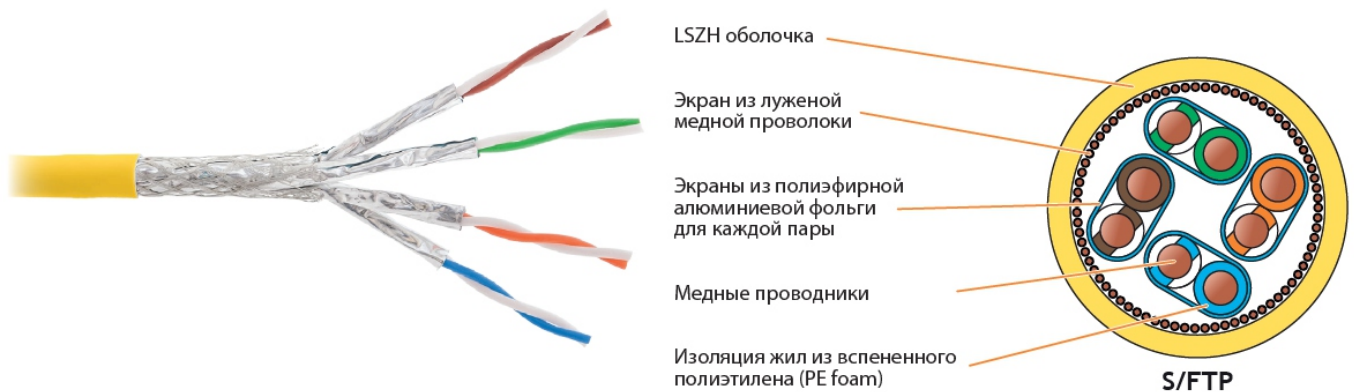 LSZH оболочка
Экран из луженой
медной проволоки
Экраны из полиэфирной
алюминиевой фольги
для каждой пары
Медные проводники
Изоляция жил из вспененного
полиэтилена (PE foam)
S/FTP